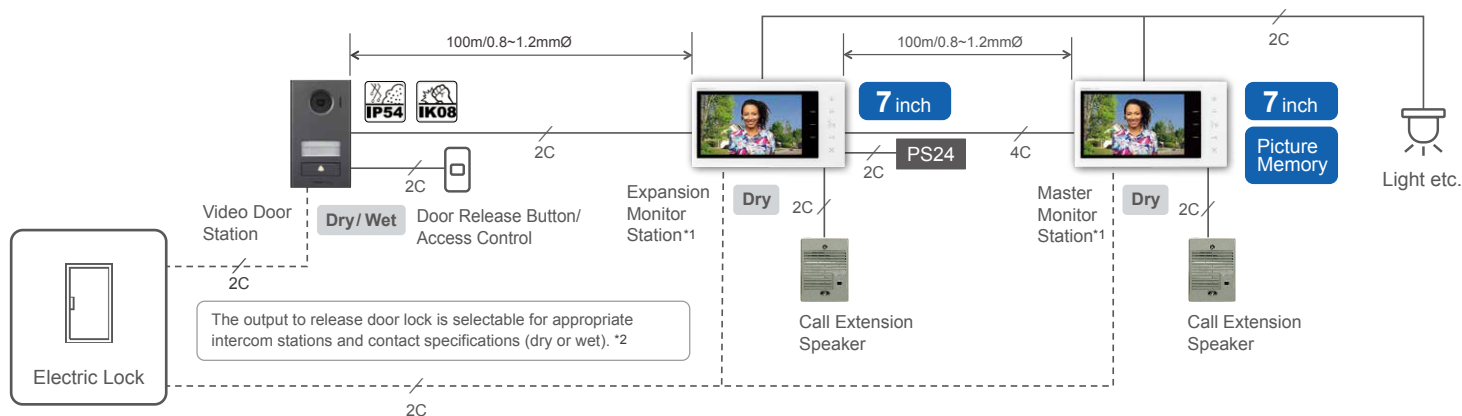 100m/0.8~1.2mmØ
100m/0.8~1.2mmØ
2C
IP54
IK08
7 inch
7 inch
Picture
Memory
2C
2C
PS24
4C
2C
Light etc.
Video Door
Station
Dry / Wet
Door Release Button/
Access Control
Expansion
Monitor
Station*1
Dry
2C
Master
Monitor
Station*1
Dry
2C
2C
The output to release door lock is selectable for appropriate
intercom stations and contact specifications (dry or wet). *2
Call Extension
Speaker
Call Extension
Speaker
Electric Lock
2C